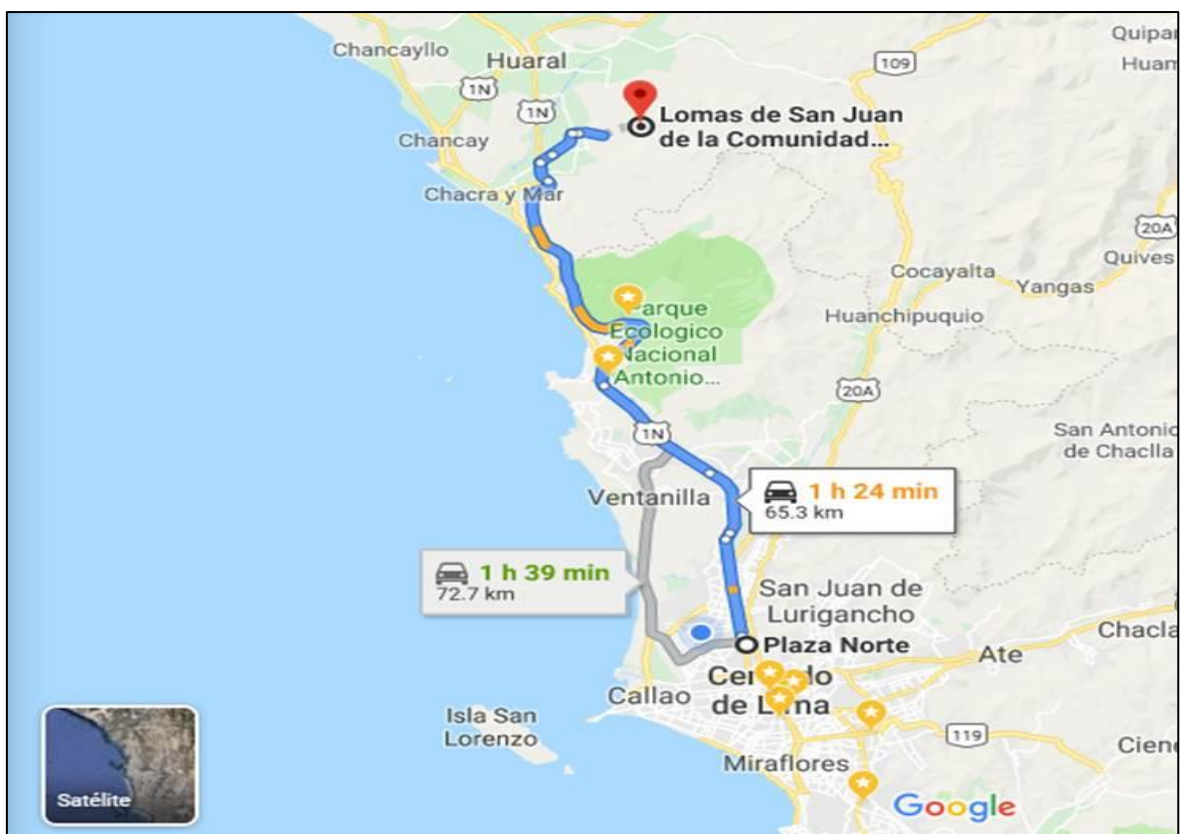 Quipa
Chancayllo
Huaral
109
Huam
1N
1N
Lomas de San Juan
de la Comunidad...
Chancay
Chacra y Mar
20A
Quives
Cocayalta
Yangas
Parque
Ecologico
Nacional
Antonio...
Huanchipuquio
20A
1N
San Antonio
de Chaclla
Ventanilla
1 h 24 min
65.3 km
1 h 39 min
72.7 km
San Juan de
Lurigancho
Chacla
Plaza Norte
Ate
Callao
de Lima
Isla San
Lorenzo
119
Ciene
Miraflores
Satélite
Google